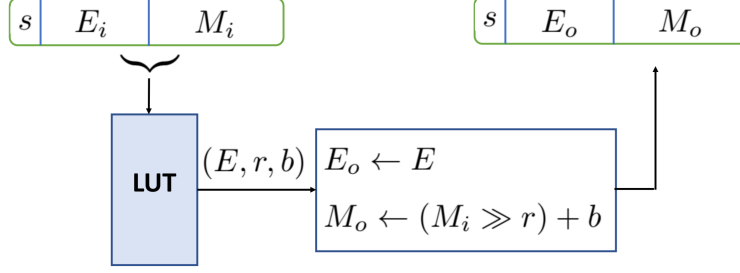 s E_i M_i
s E_o M_o
LUT
(E, r, b)
E_o ← E
M_o ← (M_i ≫ r) + b